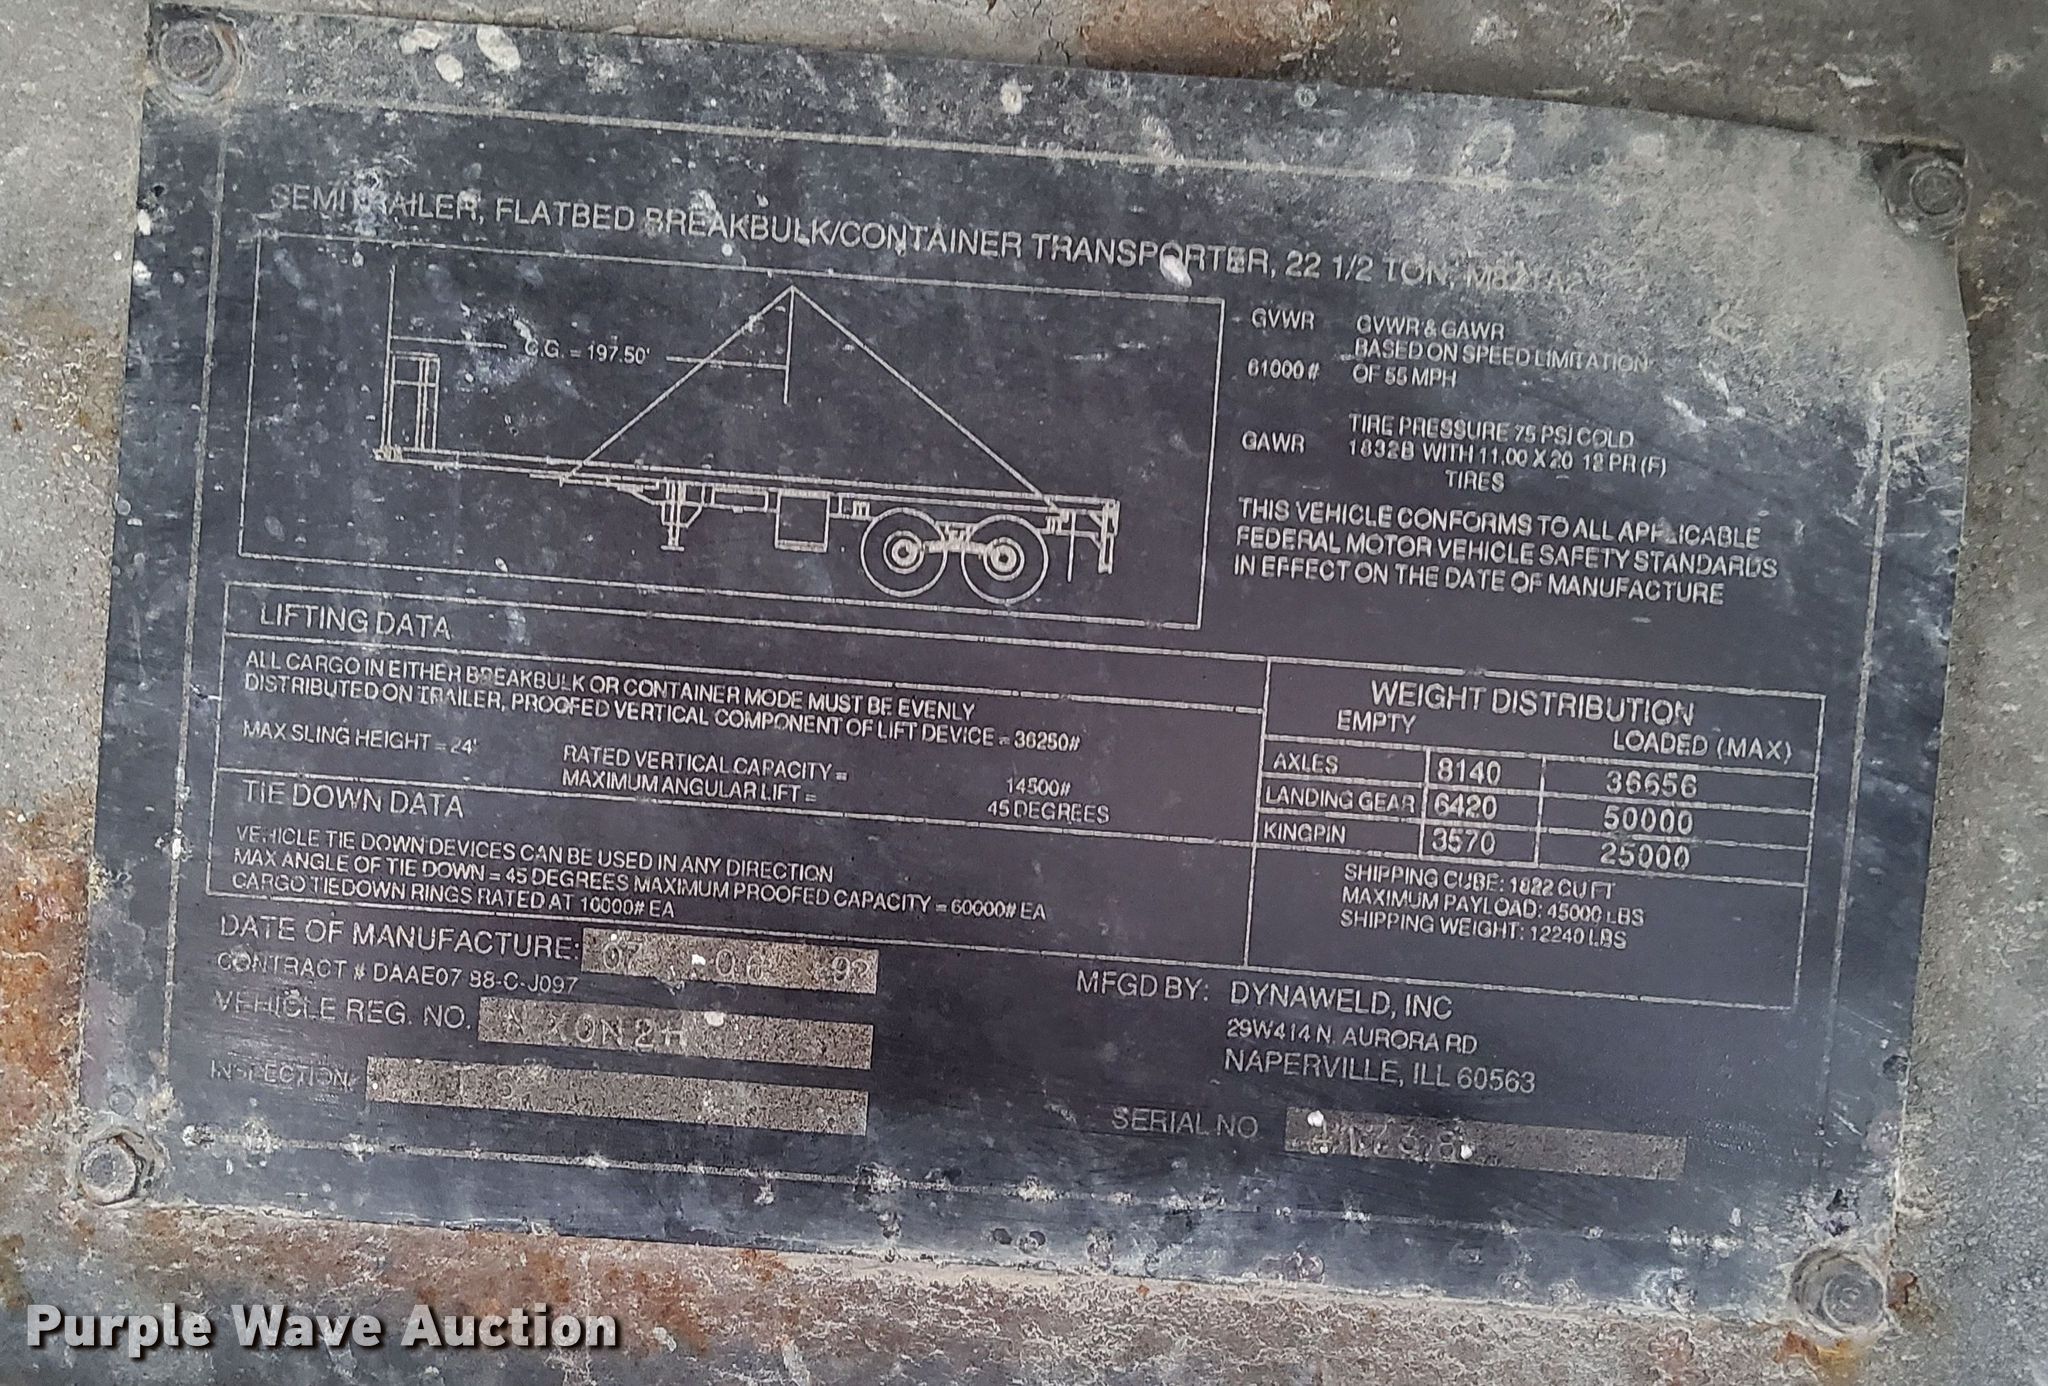 SEMITRAILER, FLATBED BREAKBULK/CONTAINER TRANSPORTER, 22 1/2 TON,
C.G. = 197.50'
GVWR
61000#
GVWR & GAWR
BASED ON SPEED LIMITATION
OF 55 MPH
GAWR
TIRE PRESSURE 75 PSI COLD
1832B WITH 11.00 X 20 12 PR (F)
TIRES
THIS VEHICLE CONFORMS TO ALL APPLICABLE
FEDERAL MOTOR VEHICLE SAFETY STANDARDS
IN EFFECT ON THE DATE OF MANUFACTURE
LIFTING DATA
ALL CARGO IN EITHER BREAKBULK OR CONTAINER MODE MUST BE EVENLY
DISTRIBUTED ON TRAILER, PROOFED VERTICAL COMPONENT OF LIFT DEVICE = 36250#
MAX SLING HEIGHT = 24'
RATED VERTICAL CAPACITY = 14500#
MAXIMUM ANGULAR LIFT = 45 DEGREES
TIE DOWN DATA
VEHICLE TIE DOWN DEVICES CAN BE USED IN ANY DIRECTION
MAX ANGLE OF TIE DOWN = 45 DEGREES MAXIMUM PROOFED CAPACITY = 60000# EA
CARGO TIEDOWN RINGS RATED AT 10000# EA
WEIGHT DISTRIBUTION
EMPTY LOADED (MAX)
AXLES 8140 36656
LANDING GEAR 6420 50000
KINGPIN 3570 25000
SHIPPING CUBE: 1822 CU FT
MAXIMUM PAYLOAD: 45000 LBS
SHIPPING WEIGHT: 12240 LBS
DATE OF MANUFACTURE:
CONTRACT # DAAE07 88-C-J097
VEHICLE REG. NO.
INSPECTION
MFGD BY: DYNAWELD, INC
29W414 N. AURORA RD
NAPERVILLE, ILL 60563
SERIAL NO
Purple Wave Auction